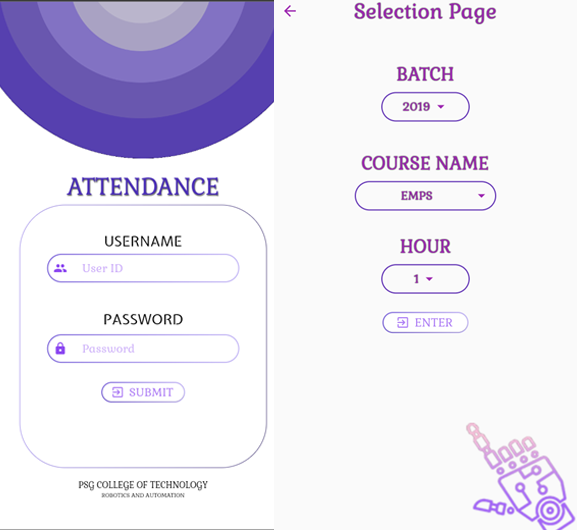 ATTENDANCE
USERNAME
User ID
PASSWORD
Password
SUBMIT
PSG COLLEGE OF TECHNOLOGY
ROBOTICS AND AUTOMATION
Selection Page
BATCH
2019
COURSE NAME
EMPS
HOUR
1
ENTER